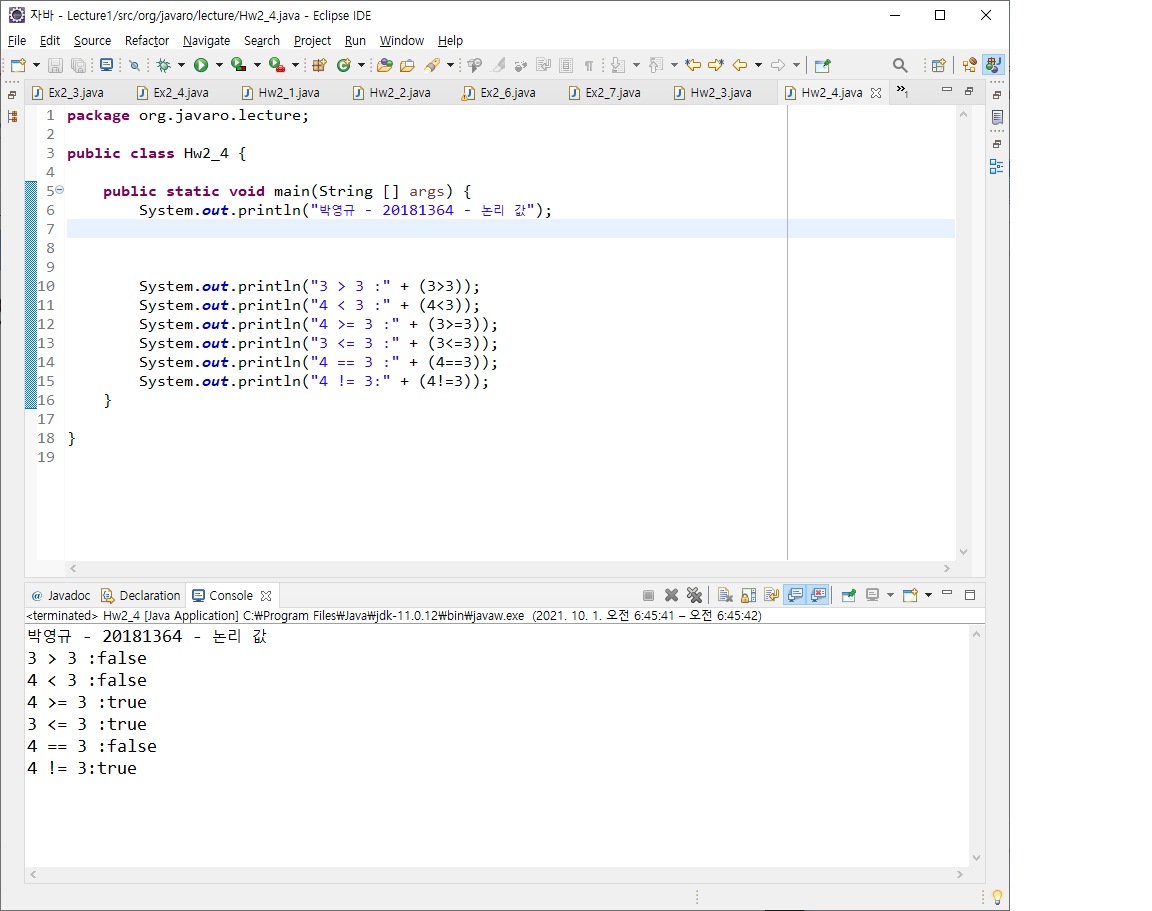 자바 - Lecture1/src/org/javaro/lecture/Hw2_4.java - Eclipse IDE
File Edit Source Refactor Navigate Search Project Run Window Help
Ex2_3.java Ex2_4.java Hw2_1.java Hw2_2.java Ex2_6.java Ex2_7.java Hw2_3.java Hw2_4.java »1
1 package org.javaro.lecture;
2
3 public class Hw2_4 {
4
5 public static void main(String [] args) {
6 System.out.println("박영규 - 20181364 - 논리 값");
7
8
9
10 System.out.println("3 > 3 :" + (3>3));
11 System.out.println("4 < 3 :" + (4<3));
12 System.out.println("4 >= 3 :" + (3>=3));
13 System.out.println("3 <= 3 :" + (3<=3));
14 System.out.println("4 == 3 :" + (4==3));
15 System.out.println("4 != 3:" + (4!=3));
16 }
17
18 }
19
@ Javadoc Declaration Console
<terminated> Hw2_4 [Java Application] C:₩Program Files₩Java₩jdk-11.0.12₩bin₩javaw.exe (2021. 10. 1. 오전 6:45:41 – 오전 6:45:42)
박영규 - 20181364 - 논리 값
3 > 3 :false
4 < 3 :false
4 >= 3 :true
3 <= 3 :true
4 == 3 :false
4 != 3:true